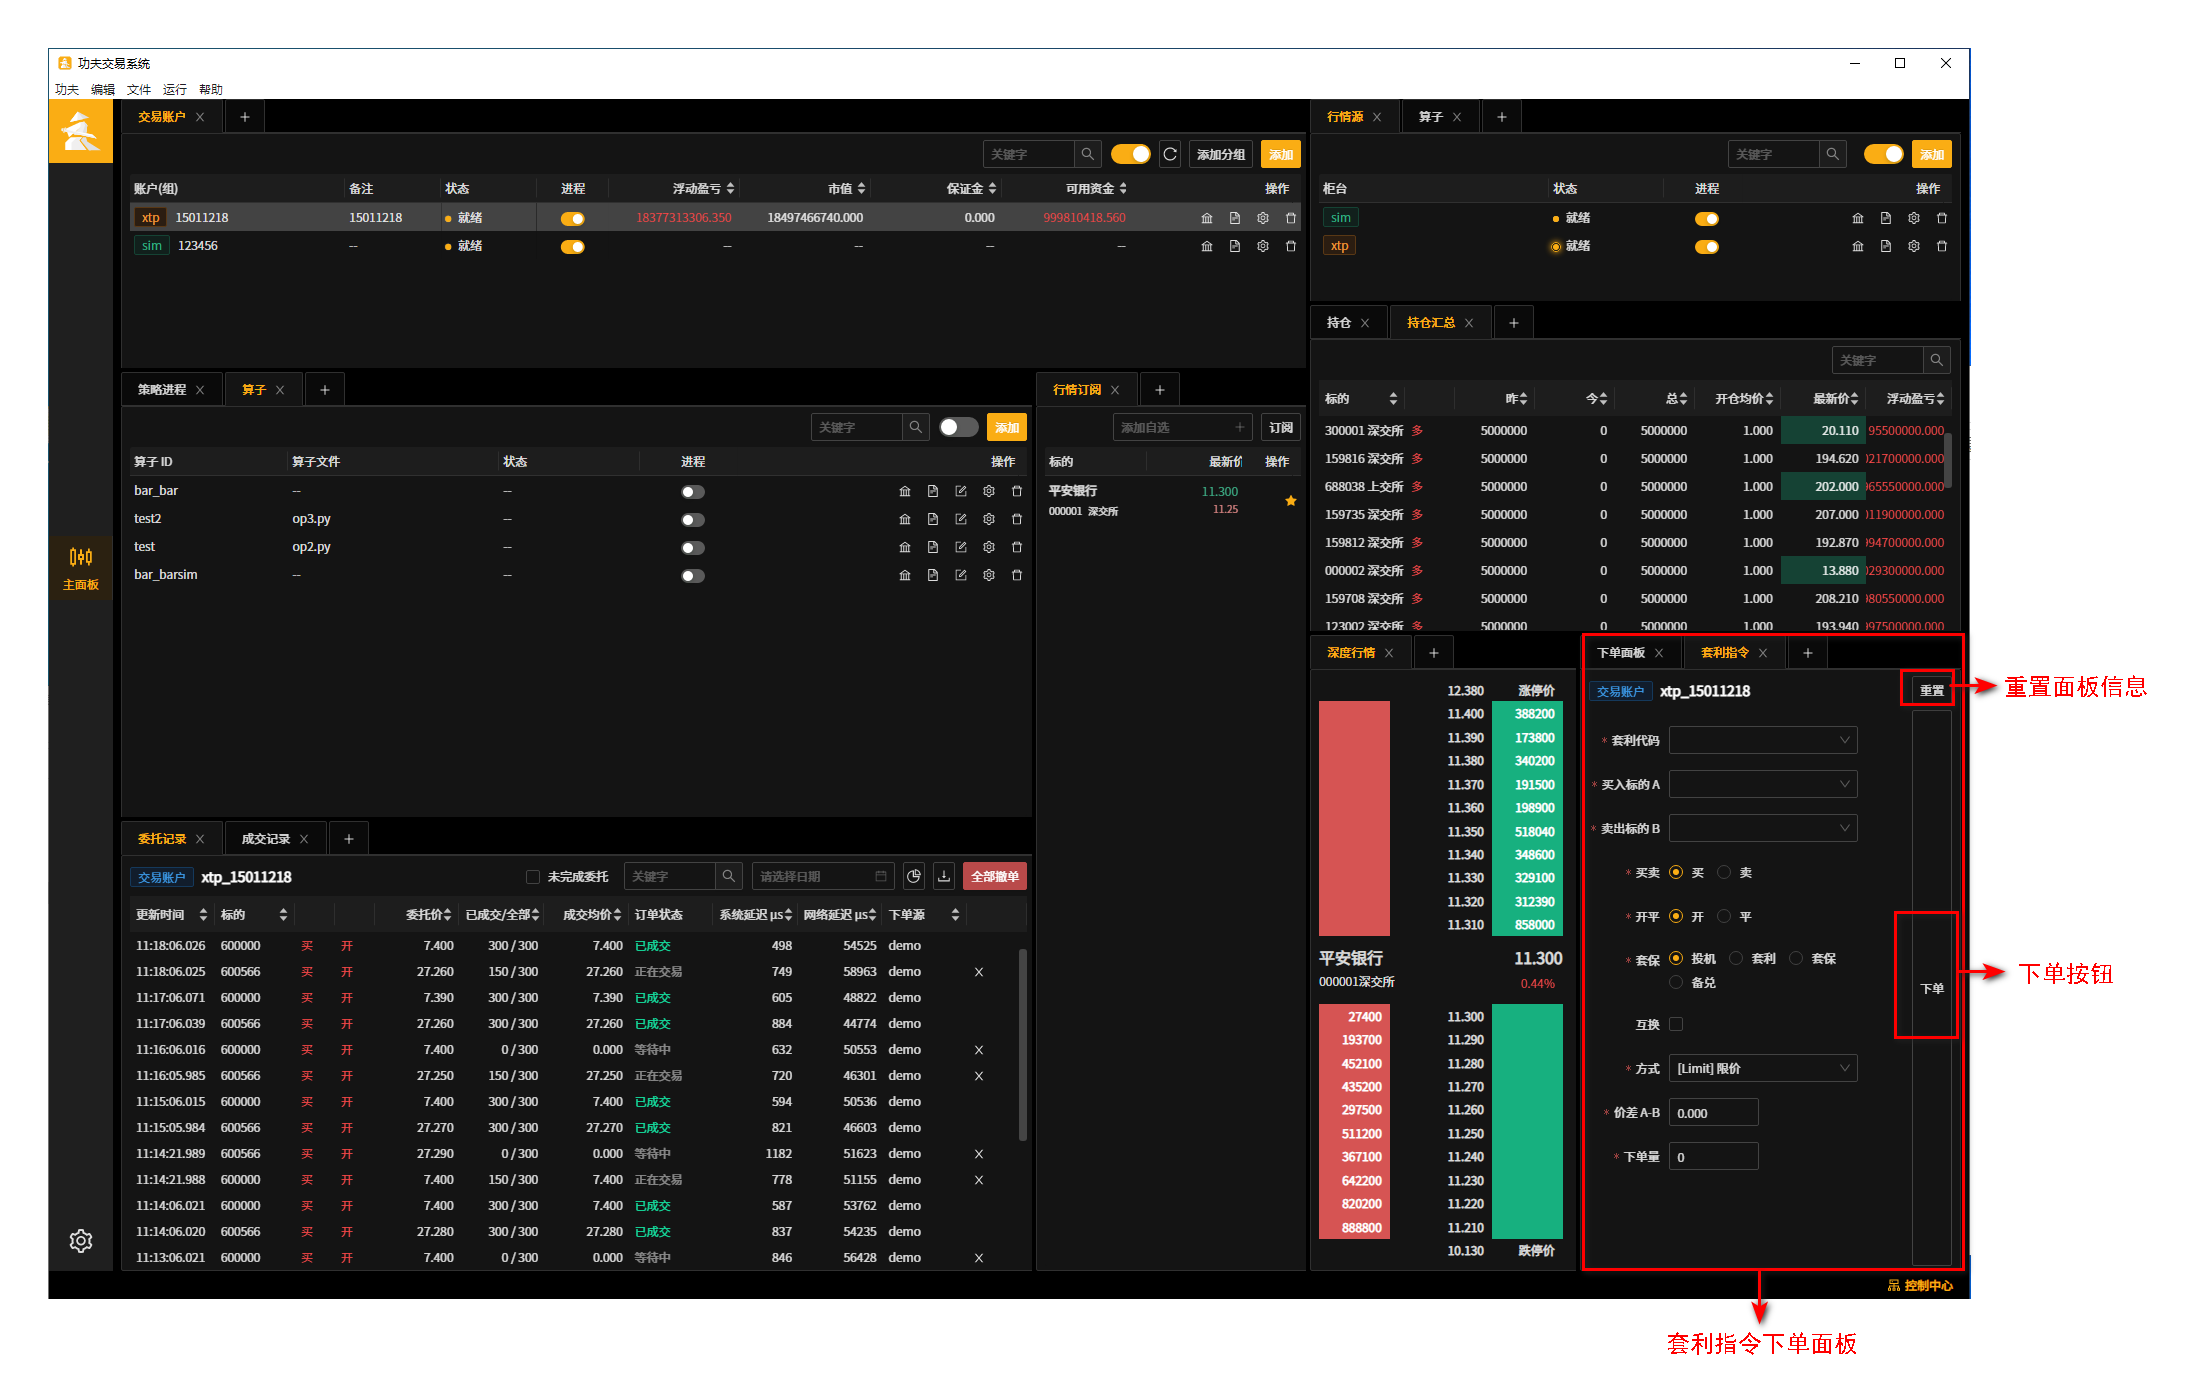 功夫交易系统
功夫 编辑 文件 运行 帮助
交易账户
关键字 添加分组 添加
账户(组) 备注 状态 进程 浮动盈亏 市值 保证金 可用资金 操作
xtp 15011218 15011218 就绪 18377313306.350 18497466740.000 0.000 999810418.560
sim 123456 -- 就绪 -- -- -- --
行情源 算子
关键字 添加
柜台 状态 进程 操作
sim 就绪
xtp 就绪
持仓 持仓汇总
关键字
标的 昨 今 总 开仓均价 最新价 浮动盈亏
300001 深交所 多 5000000 0 5000000 1.000 20.110 95500000.000
159816 深交所 多 5000000 0 5000000 1.000 194.620 021700000.000
688038 上交所 多 5000000 0 5000000 1.000 202.000 965550000.000
159735 深交所 多 5000000 0 5000000 1.000 207.000 011900000.000
159812 深交所 多 5000000 0 5000000 1.000 192.870 994700000.000
000002 深交所 多 5000000 0 5000000 1.000 13.880 029300000.000
159708 深交所 多 5000000 0 5000000 1.000 208.210 980550000.000
123002 深交所 多 5000000 0 5000000 1.000 193.940 997500000.000
主面板
策略进程 算子
关键字 添加
算子 ID 算子文件 状态 进程 操作
bar_bar -- --
test2 op3.py --
test op2.py --
bar_barsim -- --
行情订阅
添加自选 订阅
标的 最新价 操作
平安银行 11.300
000001 深交所 11.25
委托记录 成交记录
交易账户 xtp_15011218 未完成委托 关键字 请选择日期 全部撤单
更新时间 标的 委托价 已成交/全部 成交均价 订单状态 系统延迟 μs 网络延迟 μs 下单源
11:18:06.026 600000 买 开 7.400 300 / 300 7.400 已成交 498 54525 demo
11:18:06.025 600566 买 开 27.260 150 / 300 27.260 正在交易 749 58963 demo
11:17:06.071 600000 买 开 7.390 300 / 300 7.390 已成交 605 48822 demo
11:17:06.039 600566 买 开 27.260 300 / 300 27.260 已成交 884 44774 demo
11:16:06.016 600000 买 开 7.400 0 / 300 0.000 等待中 632 50553 demo
11:16:05.985 600566 买 开 27.250 150 / 300 27.250 正在交易 720 46301 demo
11:15:06.015 600000 买 开 7.400 300 / 300 7.400 已成交 594 50536 demo
11:15:05.984 600566 买 开 27.270 300 / 300 27.270 已成交 821 46603 demo
11:14:21.989 600566 买 开 27.290 0 / 300 0.000 等待中 1182 51623 demo
11:14:21.988 600000 买 开 7.400 150 / 300 7.400 正在交易 778 51155 demo
11:14:06.021 600000 买 开 7.400 300 / 300 7.400 已成交 587 53762 demo
11:14:06.020 600566 买 开 27.280 300 / 300 27.280 已成交 837 54235 demo
11:13:06.021 600000 买 开 7.400 0 / 300 0.000 等待中 846 56428 demo
深度行情
12.380 涨停价
11.400 388200
11.390 173800
11.380 340200
11.370 191500
11.360 198900
11.350 518040
11.340 348600
11.330 329100
11.320 312390
11.310 858000
平安银行 11.300
000001深交所 0.44%
27400 11.300
193700 11.290
452100 11.280
435200 11.270
297500 11.260
511200 11.250
367100 11.240
642200 11.230
820200 11.220
888800 11.210
10.130 跌停价
下单面板 套利指令
交易账户 xtp_15011218 重置
* 套利代码
* 买入标的 A
* 卖出标的 B
* 买卖 买 卖
* 开平 开 平
* 套保 投机 套利 套保
备兑
下单
互换
* 方式 [Limit] 限价
* 价差 A-B 0.000
* 下单量 0
控制中心
重置面板信息
下单按钮
套利指令下单面板